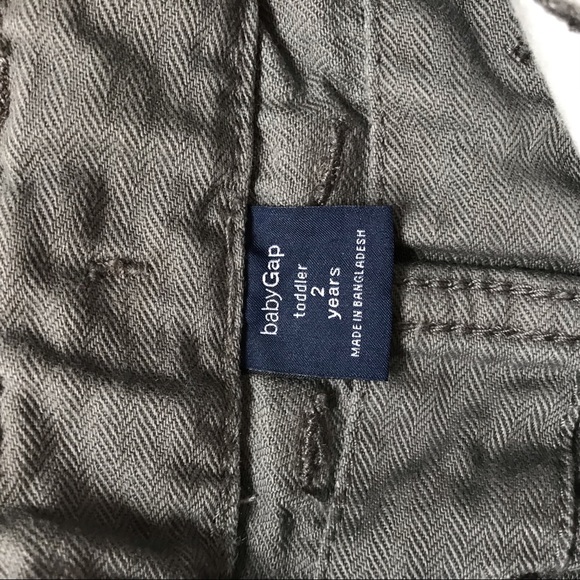 babyGap
toddler
2
years
MADE IN BANGLADESH